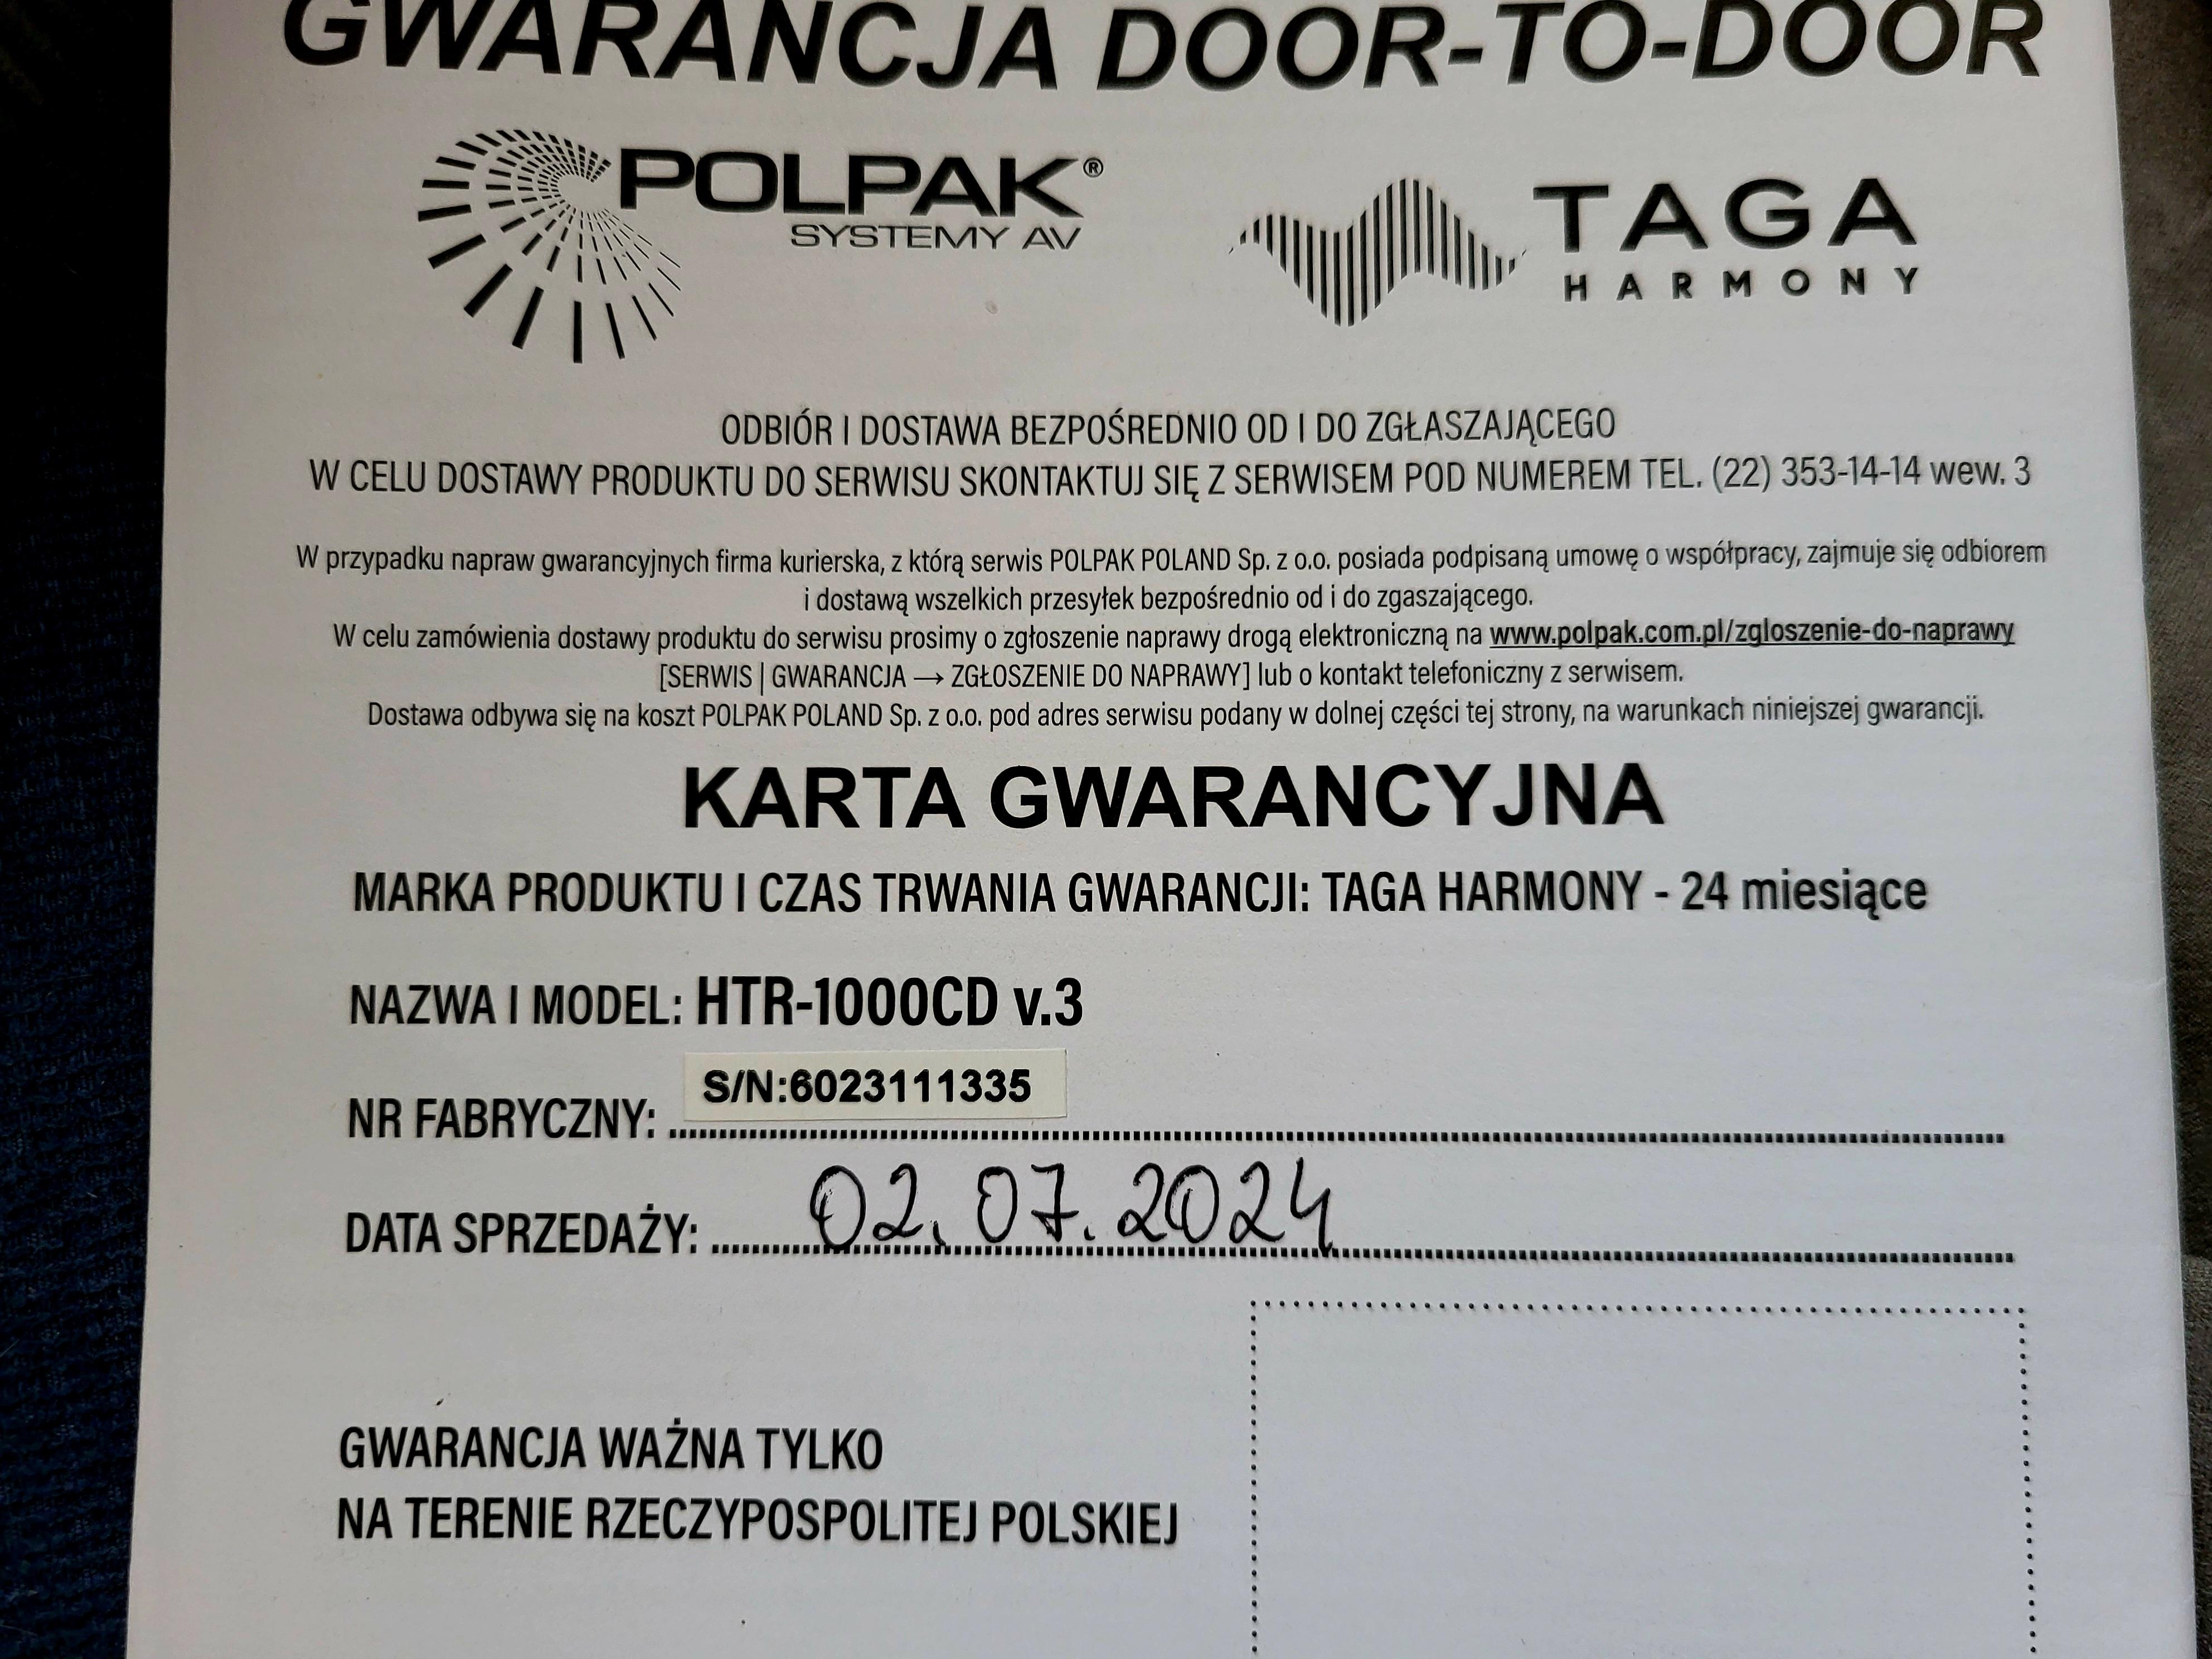 GWARANCJA DOOR-TO-DOOR
POLPAK®
SYSTEMY AV
TAGA
HARMONY
ODBIÓR I DOSTAWA BEZPOŚREDNIO OD I DO ZGŁASZAJĄCEGO
W CELU DOSTAWY PRODUKTU DO SERWISU SKONTAKTUJ SIĘ Z SERWISEM POD NUMEREM TEL. (22) 353-14-14 wew. 3
W przypadku napraw gwarancyjnych firma kurierska, z którą serwis POLPAK POLAND Sp. z o.o. posiada podpisaną umowę o współpracy, zajmuje się odbiorem
i dostawą wszelkich przesyłek bezpośrednio od i do zgaszającego.
W celu zamówienia dostawy produktu do serwisu prosimy o zgłoszenie naprawy drogą elektroniczną na www.polpak.com.pl/zgloszenie-do-naprawy
[SERWIS | GWARANCJA → ZGŁOSZENIE DO NAPRAWY] lub o kontakt telefoniczny z serwisem.
Dostawa odbywa się na koszt POLPAK POLAND Sp. z o.o. pod adres serwisu podany w dolnej części tej strony, na warunkach niniejszej gwarancji.
KARTA GWARANCYJNA
MARKA PRODUKTU I CZAS TRWANIA GWARANCJI: TAGA HARMONY - 24 miesiące
NAZWA I MODEL: HTR-1000CD v.3
NR FABRYCZNY: S/N:6023111335
DATA SPRZEDAŻY: 02.07.2024
GWARANCJA WAŻNA TYLKO
NA TERENIE RZECZYPOSPOLITEJ POLSKIEJ